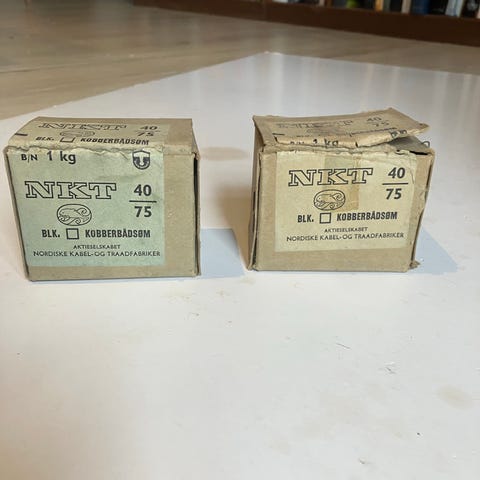 NKT 40
75
KOBBERBÅDSØM
B/N 1 kg
NKT 40
75
BLK. KOBBERBÅDSØM
AKTIESELSKABET
NORDISKE KABEL-OG TRAADFABRIKER
NKT 40
75
1 kg
NKT 40
75
BLK. KOBBERBÅDSØM
AKTIESELSKABET
NORDISKE KABEL-OG TRAADFABRIKER